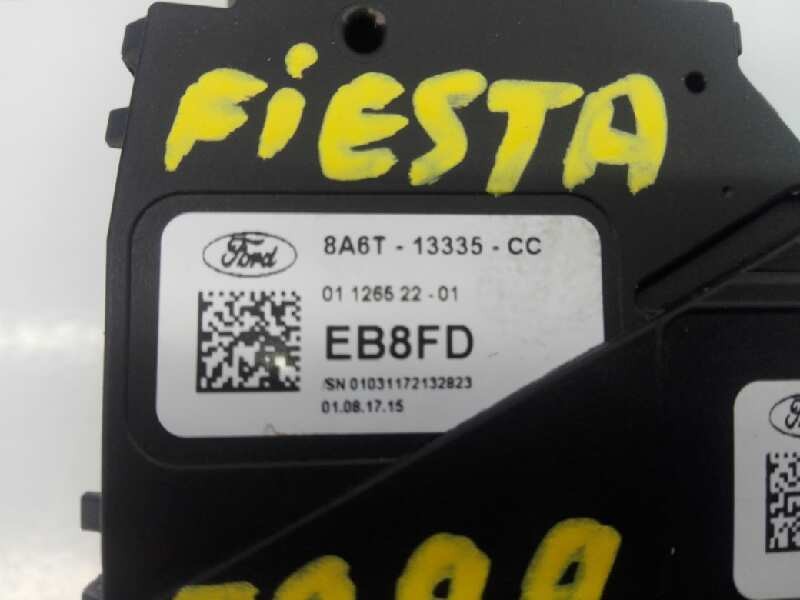 FiESTA
Ford
8A6T - 13335 - CC
01 1265 22 - 01
EB8FD
/SN 01031172132823
01.08.17.15